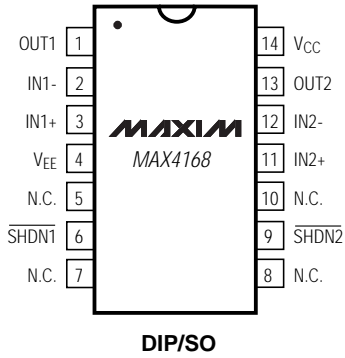 OUT1 1 14 VCC
IN1- 2 13 OUT2
IN1+ 3 MAXIM 12 IN2-
VEE 4 MAX4168 11 IN2+
N.C. 5 10 N.C.
SHDN1 6 9 SHDN2
N.C. 7 8 N.C.
DIP/SO